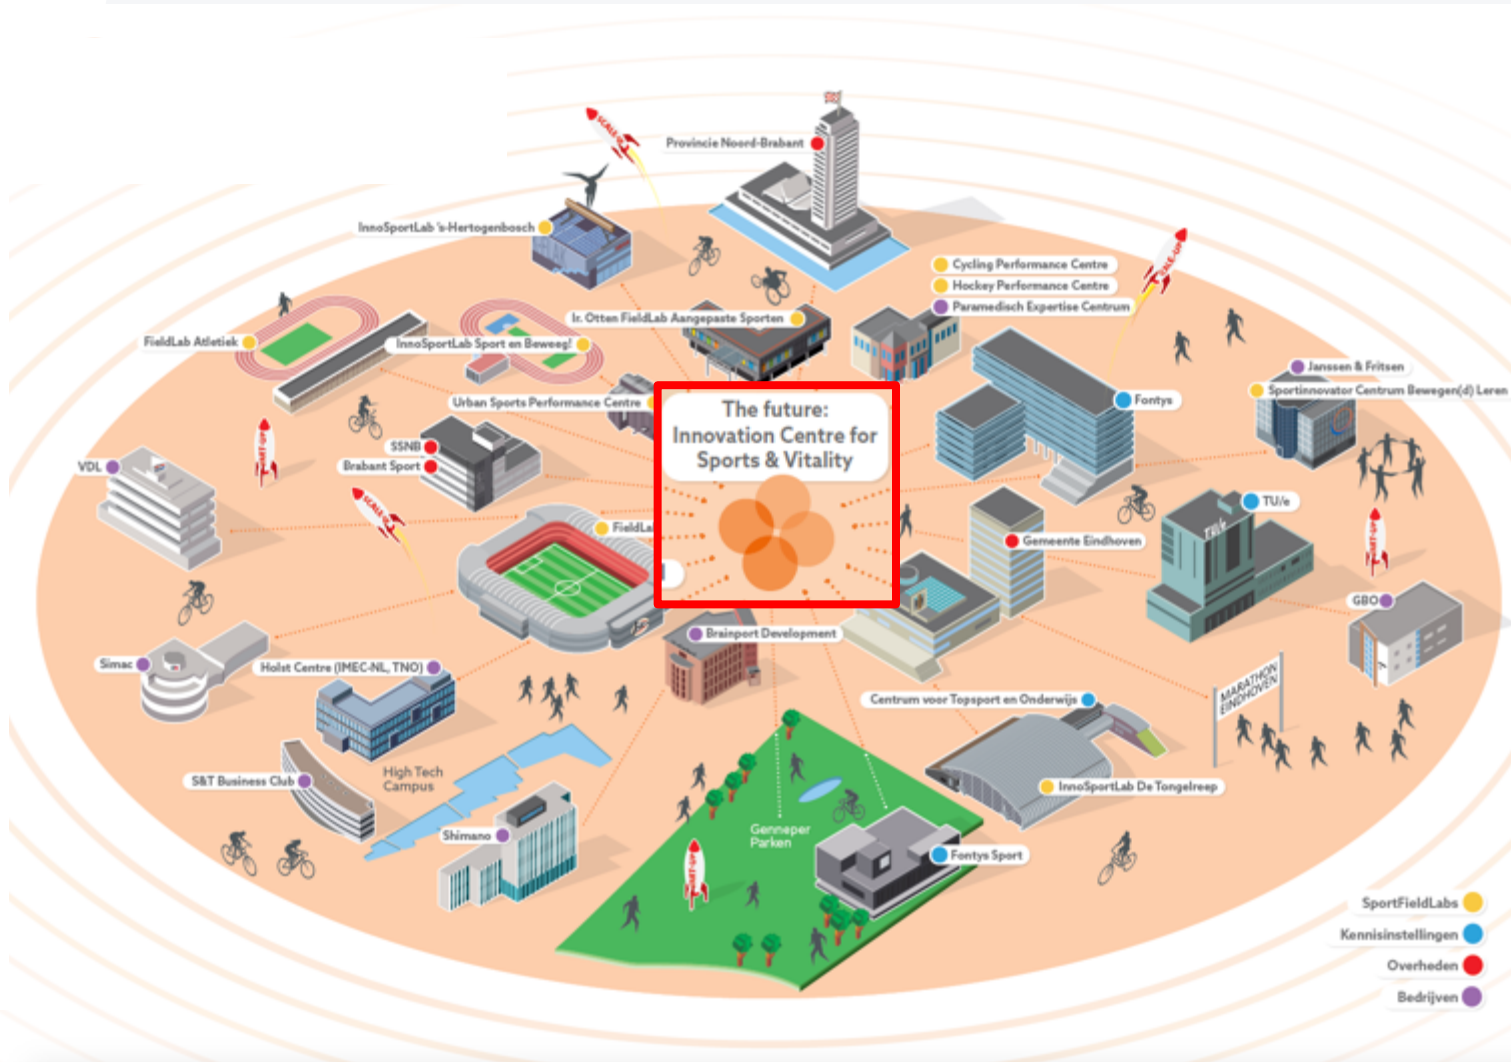 SCALE-UP
Provincie Noord-Brabant
InnoSportLab 's-Hertogenbosch
Cycling Performance Centre
Hockey Performance Centre
Paramedisch Expertise Centrum
Ir. Otten FieldLab Aangepaste Sporten
FieldLab Atletiek
InnoSportLab Sport en Beweeg!
Janssen & Fritsen
Sportinnovator Centrum Bewegen(d) Leren
Urban Sports Performance Centre
Fontys
The future:
Innovation Centre for
Sports & Vitality
SSNB
Brabant Sport
VDL
TU/e
TU/e
FieldLa
Gemeente Eindhoven
GBO
Brainport Development
Simac
Holst Centre (IMEC-NL, TNO)
MARATHON
EINDHOVEN
Centrum voor Topsport en Onderwijs
S&T Business Club
High Tech
Campus
InnoSportLab De Tongelreep
Shimano
Genneper
Parken
Fontys Sport
SportFieldLabs
Kennisinstellingen
Overheden
Bedrijven